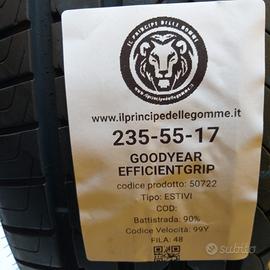 IL PRINCIPE DELLE GOMME
www.ilprincipedellegomme.it
235-55-17
GOODYEAR
EFFICIENTGRIP
codice prodotto: 50722
Tipo: ESTIVI
COD:
Battistrada: 90%
Codice Velocità: 99Y
FILA: 48
subito